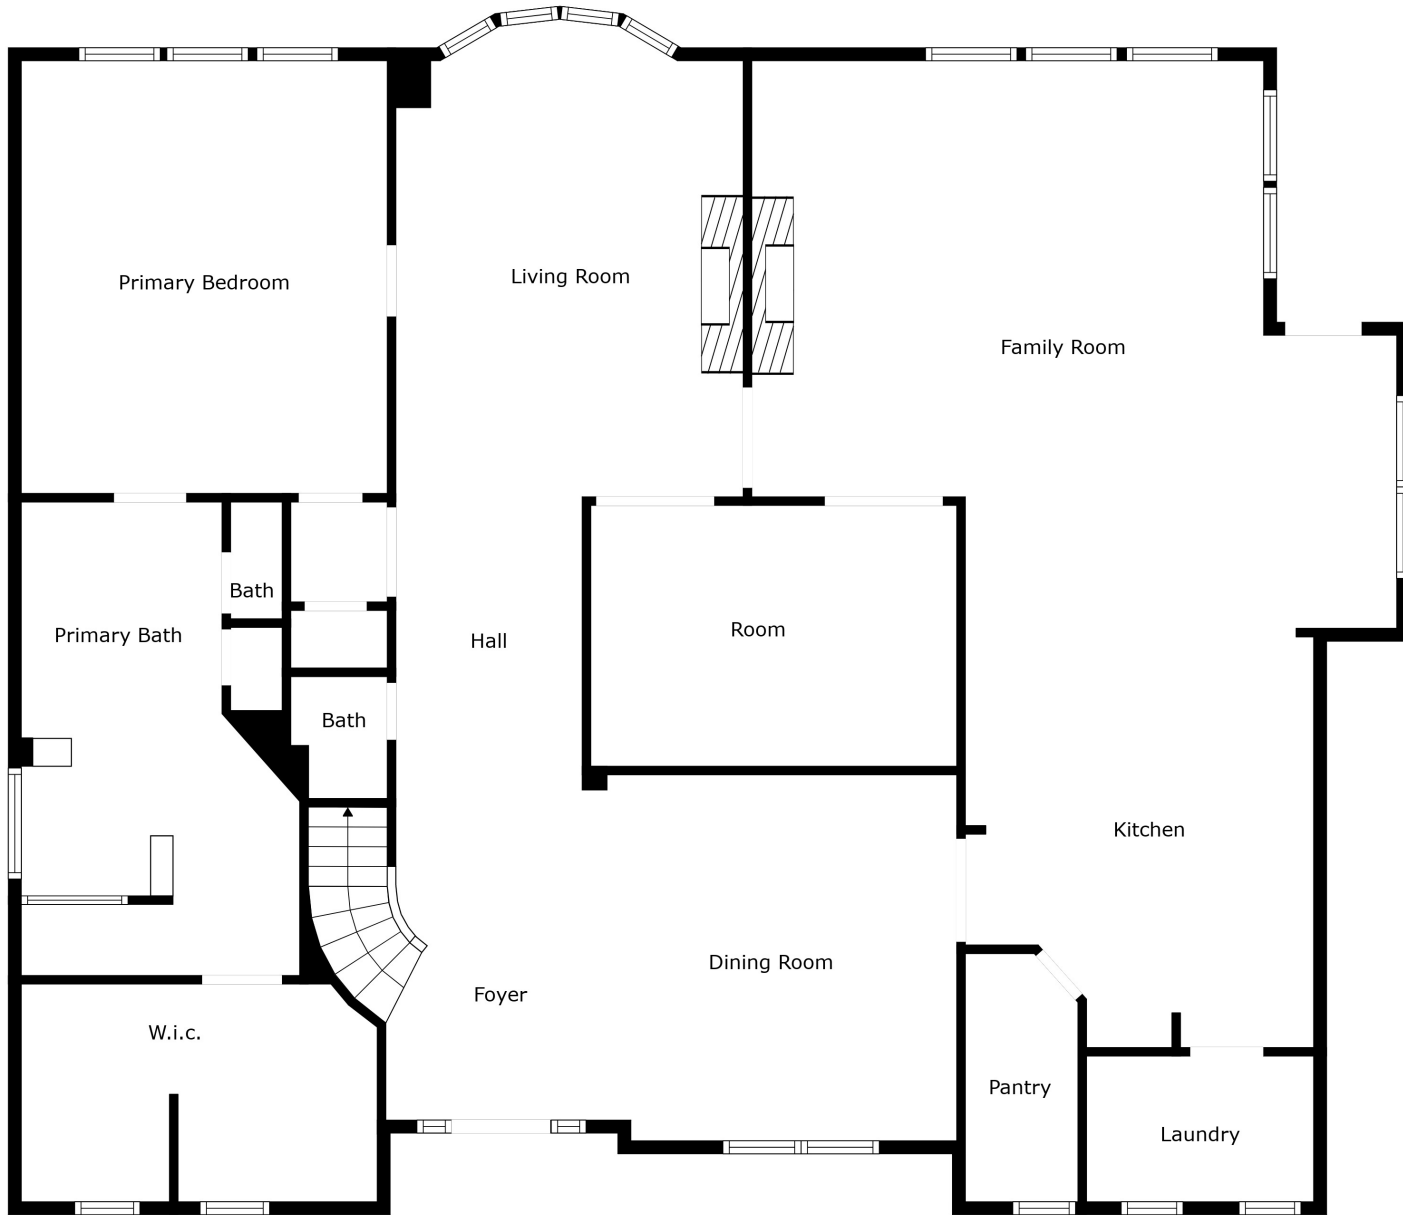 Living Room
Primary Bedroom
Family Room
Bath
Room
Primary Bath
Hall
Bath
Kitchen
Dining Room
Foyer
W.i.c.
Pantry
Laundry